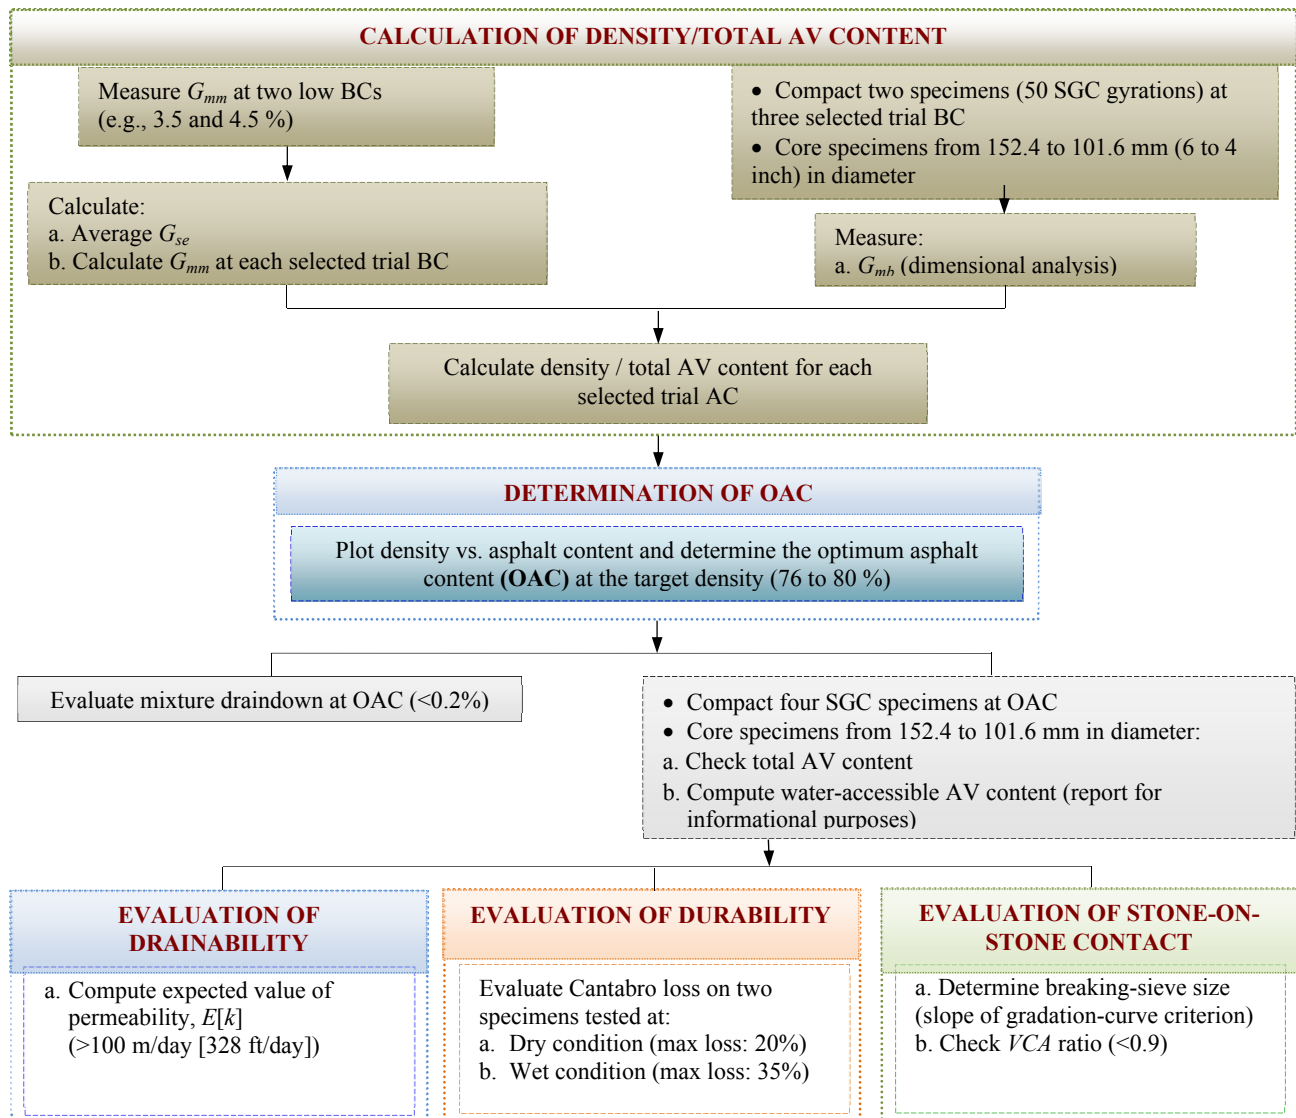 CALCULATION OF DENSITY/TOTAL AV CONTENT
Measure Gmm at two low BCs
(e.g., 3.5 and 4.5 %)
• Compact two specimens (50 SGC gyrations) at
three selected trial BC
• Core specimens from 152.4 to 101.6 mm (6 to 4
inch) in diameter
Calculate:
a. Average Gse
b. Calculate Gmm at each selected trial BC
Measure:
a. Gmb (dimensional analysis)
Calculate density / total AV content for each
selected trial AC
DETERMINATION OF OAC
Plot density vs. asphalt content and determine the optimum asphalt
content (OAC) at the target density (76 to 80 %)
Evaluate mixture draindown at OAC (<0.2%)
• Compact four SGC specimens at OAC
• Core specimens from 152.4 to 101.6 mm in diameter:
a. Check total AV content
b. Compute water-accessible AV content (report for
informational purposes)
EVALUATION OF
DRAINABILITY
a. Compute expected value of
permeability, E[k]
(>100 m/day [328 ft/day])
EVALUATION OF DURABILITY
Evaluate Cantabro loss on two
specimens tested at:
a. Dry condition (max loss: 20%)
b. Wet condition (max loss: 35%)
EVALUATION OF STONE-ON-
STONE CONTACT
a. Determine breaking-sieve size
(slope of gradation-curve criterion)
b. Check VCA ratio (<0.9)